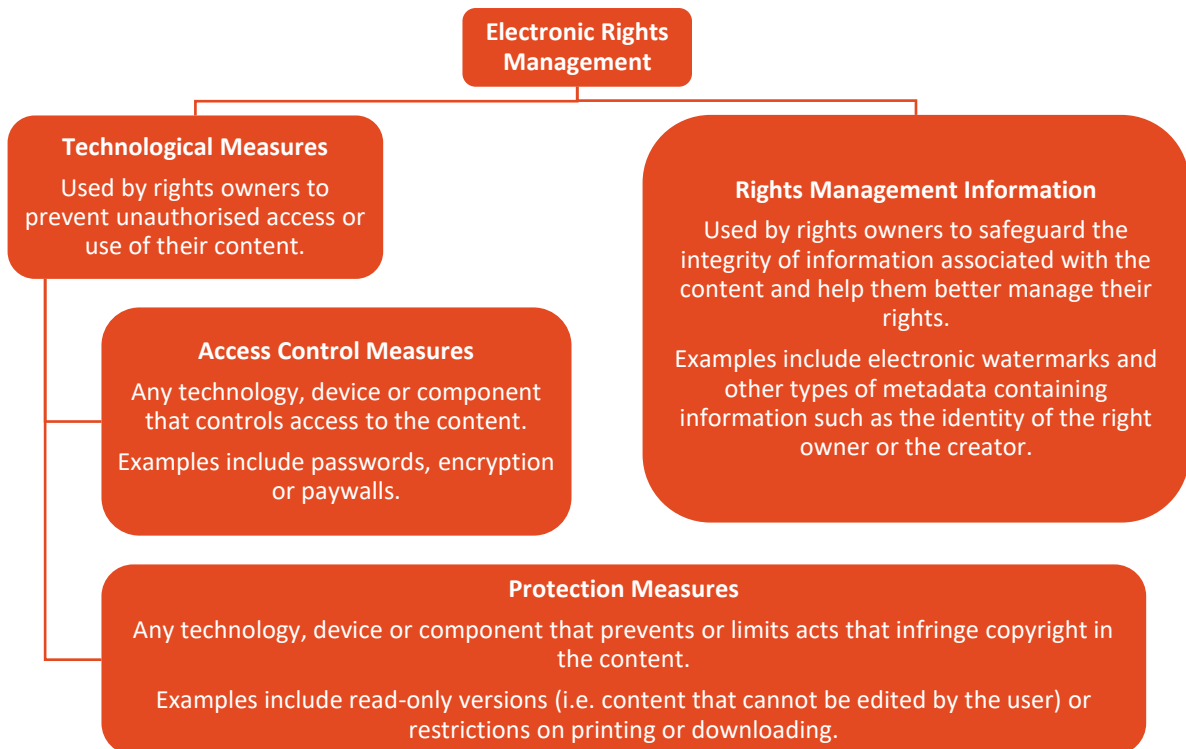 Electronic Rights
Management
Technological Measures
Used by rights owners to
prevent unauthorised access or
use of their content.
Rights Management Information
Used by rights owners to safeguard the
integrity of information associated with the
content and help them better manage their
rights.
Examples include electronic watermarks and
other types of metadata containing
information such as the identity of the right
owner or the creator.
Access Control Measures
Any technology, device or component
that controls access to the content.
Examples include passwords, encryption
or paywalls.
Protection Measures
Any technology, device or component that prevents or limits acts that infringe copyright in
the content.
Examples include read-only versions (i.e. content that cannot be edited by the user) or
restrictions on printing or downloading.